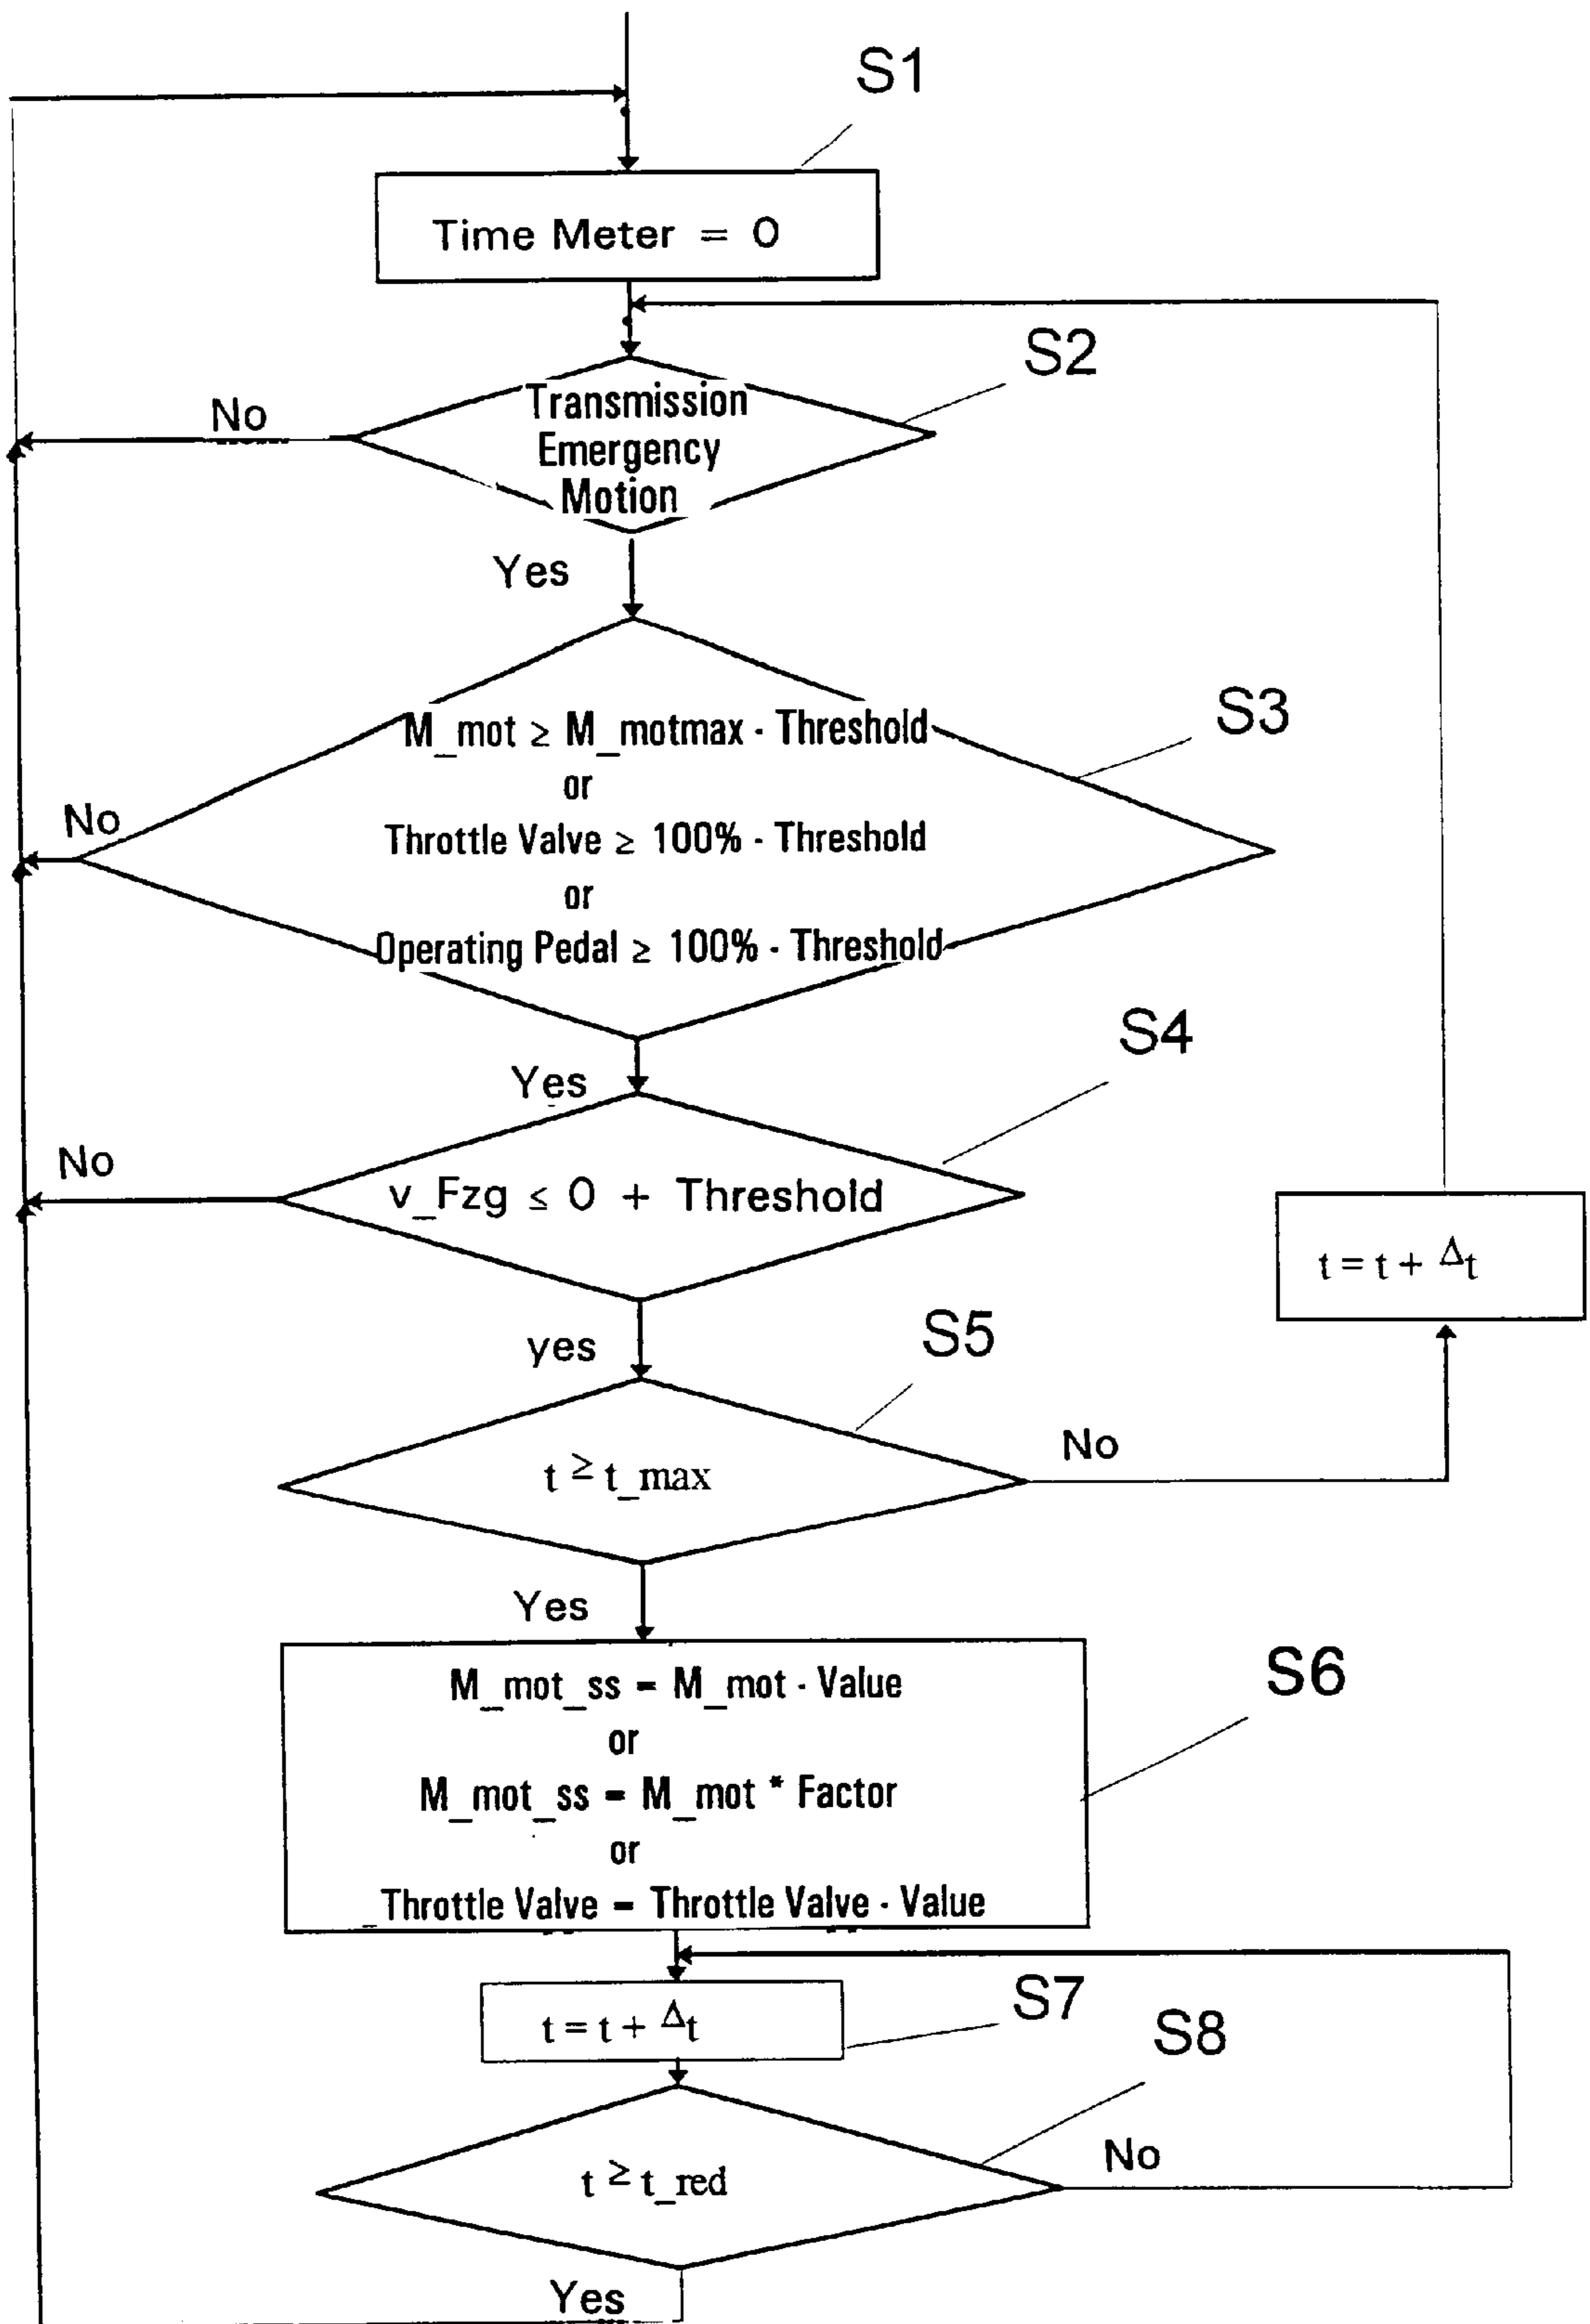 S1
Time Meter = 0
S2
Transmission
Emergency
Motion
No
Yes
S3
M_mot ≥ M_motmax - Threshold
or
Throttle Valve ≥ 100% - Threshold
or
Operating Pedal ≥ 100% - Threshold
No
Yes
S4
v_Fzg ≤ 0 + Threshold
No
t = t + Δt
yes
S5
t ≥ t_max
No
Yes
S6
M_mot_ss = M_mot - Value
or
M_mot_ss = M_mot * Factor
or
Throttle Valve = Throttle Valve - Value
S7
t = t + Δt
S8
t ≥ t_red
No
Yes